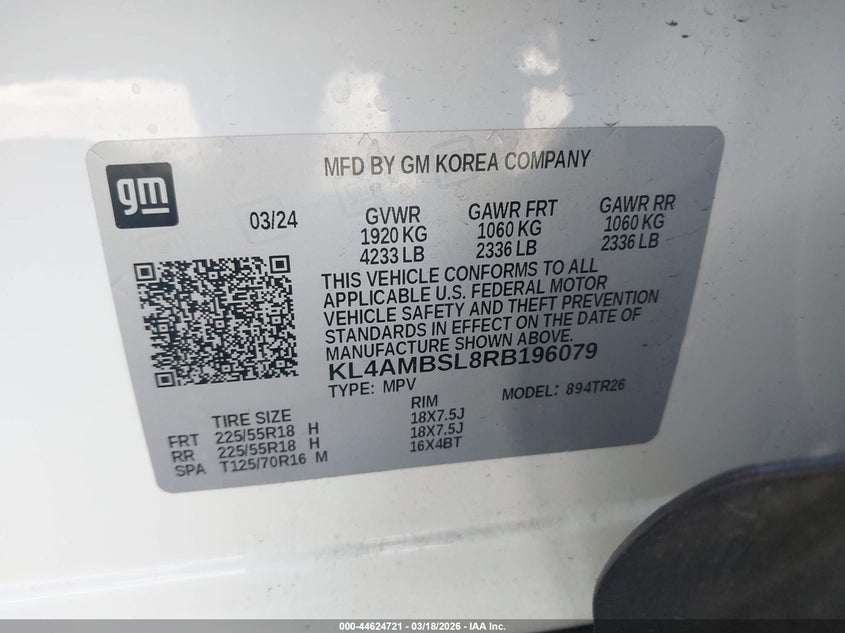 MFD BY GM KOREA COMPANY
gm
03/24
GVWR
1920 KG
4233 LB
GAWR FRT
1060 KG
2336 LB
GAWR RR
1060 KG
2336 LB
THIS VEHICLE CONFORMS TO ALL
APPLICABLE U.S. FEDERAL MOTOR
VEHICLE SAFETY AND THEFT PREVENTION
STANDARDS IN EFFECT ON THE DATE OF
MANUFACTURE SHOWN ABOVE.
KL4AMBSL8RB196079
TYPE: MPV
MODEL: 894TR26
TIRE SIZE
RIM
FRT 225/55R18 H 18X7.5J
RR 225/55R18 H 18X7.5J
SPA T125/70R16 M 16X4BT
000-44624721 - 03/18/2026 - IAA Inc.